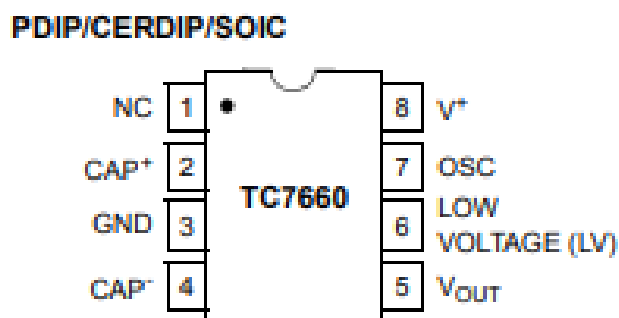 PDIP/CERDIP/SOIC
NC 1 8 V+
CAP+ 2 7 OSC
TC7660
GND 3 6 LOW
VOLTAGE (LV)
CAP- 4 5 VOUT